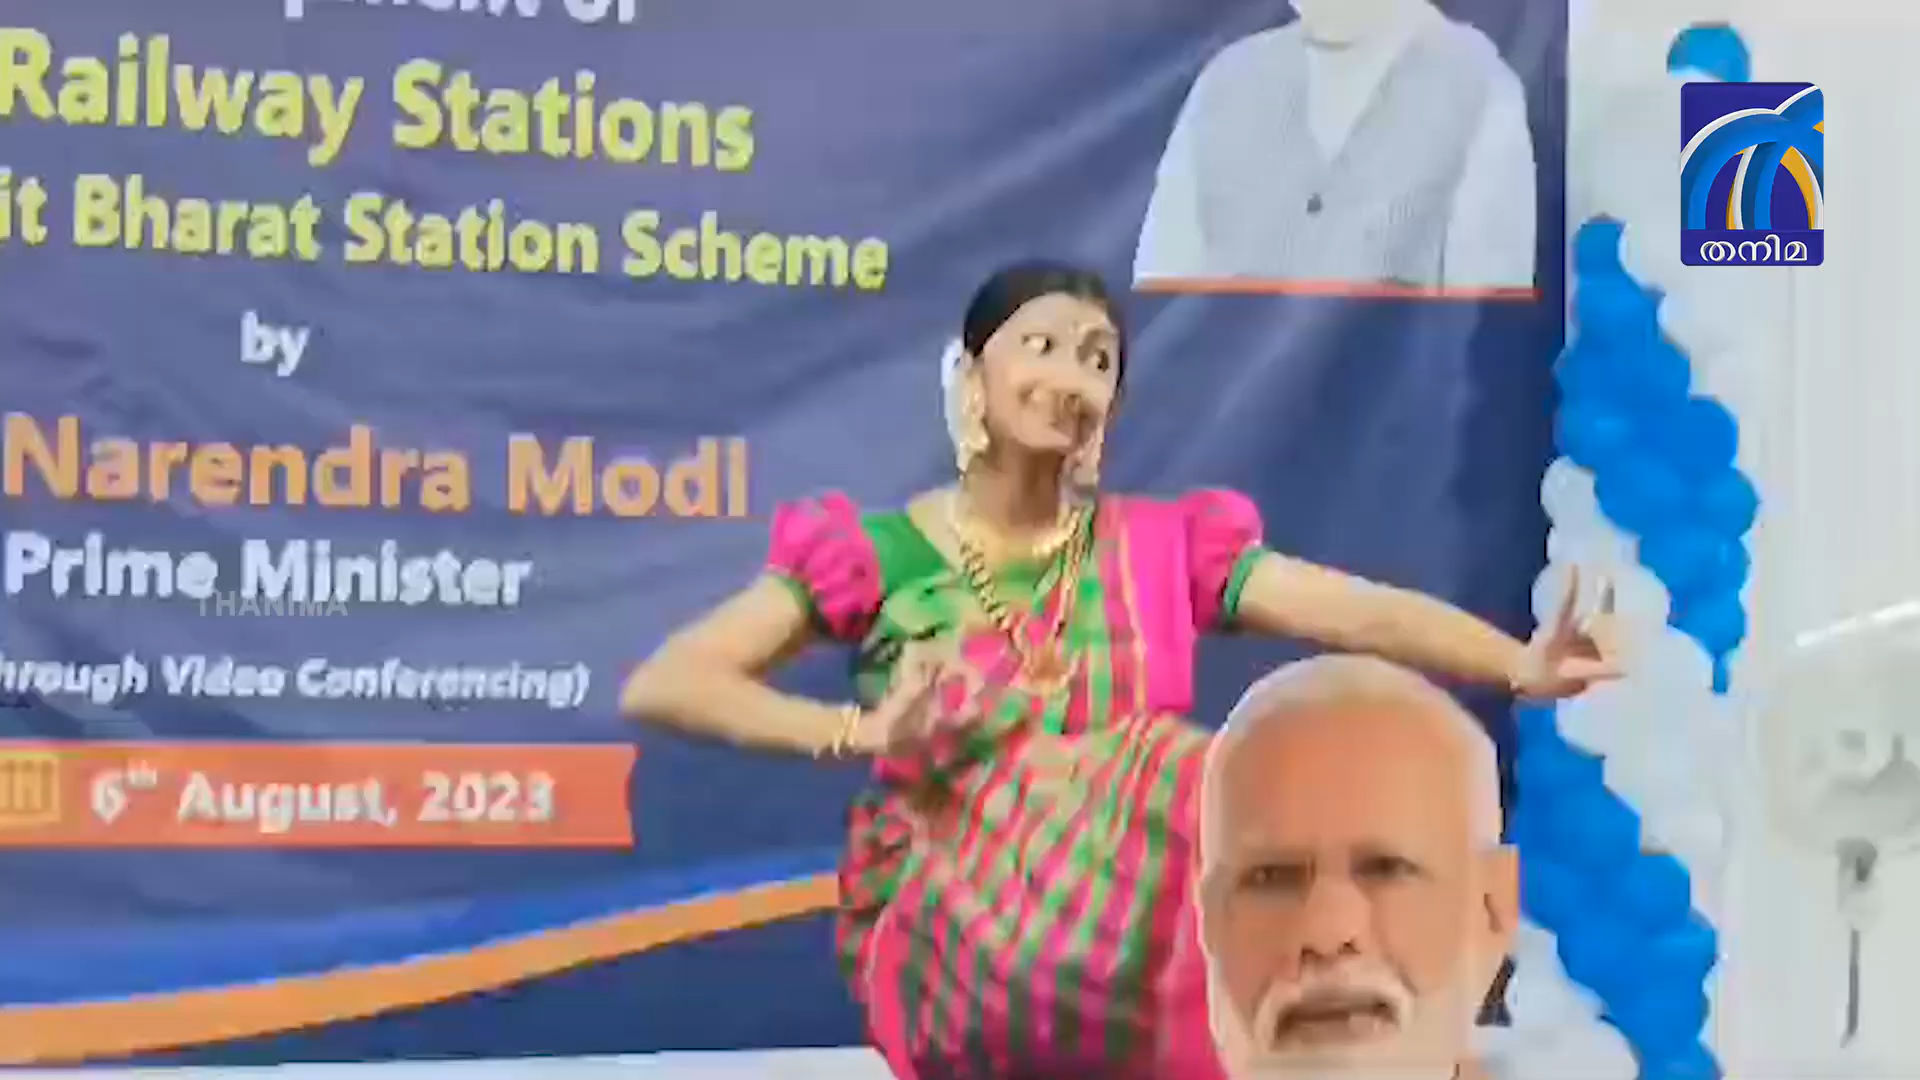 Railway Stations
it Bharat Station Scheme
by
Narendra Modi
Prime Minister
THANIMA
hrough Video Conferencing)
6th August, 2023
തനിമ